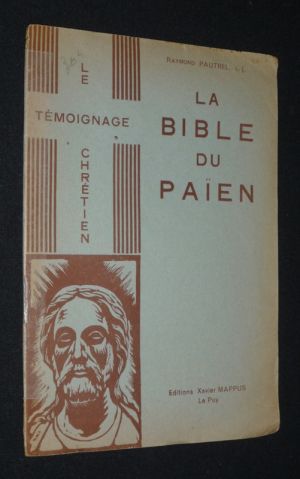 RAYMOND PAUTREL
LA
BIBLE
DU
PAÏEN
LE
TÉMOIGNAGE
CHRÉTIEN
Editions Xavier MAPPUS
Le Puy